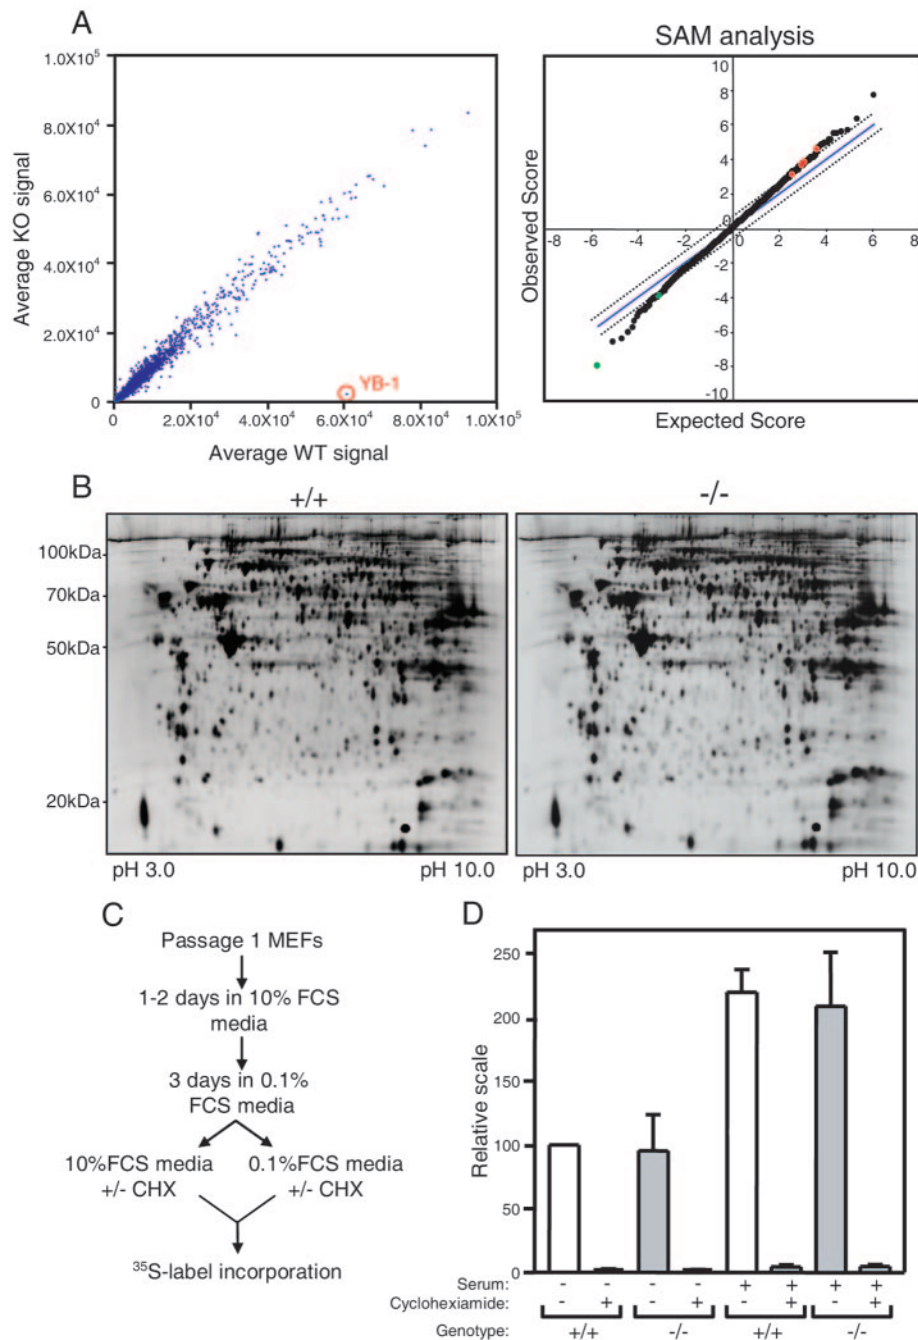 A
SAM analysis
1.0X10⁵
8.0X10⁴
6.0X10⁴
4.0X10⁴
2.0X10⁴
0
Average KO signal
YB-1
0 2.0X10⁴ 4.0X10⁴ 6.0X10⁴ 8.0X10⁴ 1.0X10⁵
Average WT signal
10
8
6
4
2
0
-8 -6 -4 -2 0 2 4 6 8
-2
-4
-6
-8
-10
Observed Score
Expected Score
B
+/+ -/-
100kDa
70kDa
50kDa
20kDa
pH 3.0 pH 10.0 pH 3.0 pH 10.0
C
Passage 1 MEFs
1-2 days in 10% FCS
media
3 days in 0.1%
FCS media
10%FCS media 0.1%FCS media
+/- CHX +/- CHX
³⁵S-label incorporation
D
250
200
150
100
50
0
Relative scale
Serum: - - - - + + + +
Cyclohexiamide: - + - + - + - +
Genotype: +/+ -/- +/+ -/-